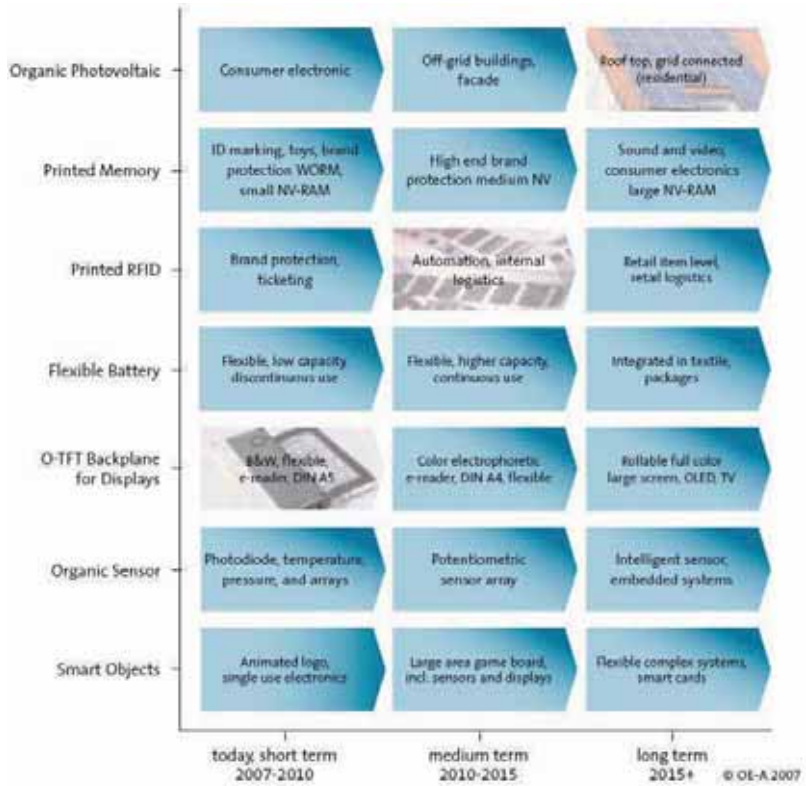 Organic Photovoltaic
Consumer electronic
Off-grid buildings,
facade
Roof top, grid connected
(residential)
Printed Memory
ID marking, toys, brand
protection WORM,
small NV-RAM
High end brand
protection medium NV
Sound and video,
consumer electronics
large NV-RAM
Printed RFID
Brand protection,
ticketing
Automation, internal
logistics
Retail item level,
retail logistics
Flexible Battery
Flexible, low capacity,
discontinuous use
Flexible, higher capacity,
continuous use
Integrated in textile,
packages
O-TFT Backplane
for Displays
B&W, flexible,
e-reader, DIN A5
Color electrophoretic
e-reader, DIN A4, flexible
Rollable full color
large screen, OLED, TV
Organic Sensor
Photodiode, temperature,
pressure, and arrays
Potentiometric
sensor array
Intelligent sensor,
embedded systems
Smart Objects
Animated logo,
single use electronics
Large area game board,
incl. sensors and displays
Flexible complex systems,
smart cards
today, short term
2007-2010
medium term
2010-2015
long term
2015+
© OE-A 2007